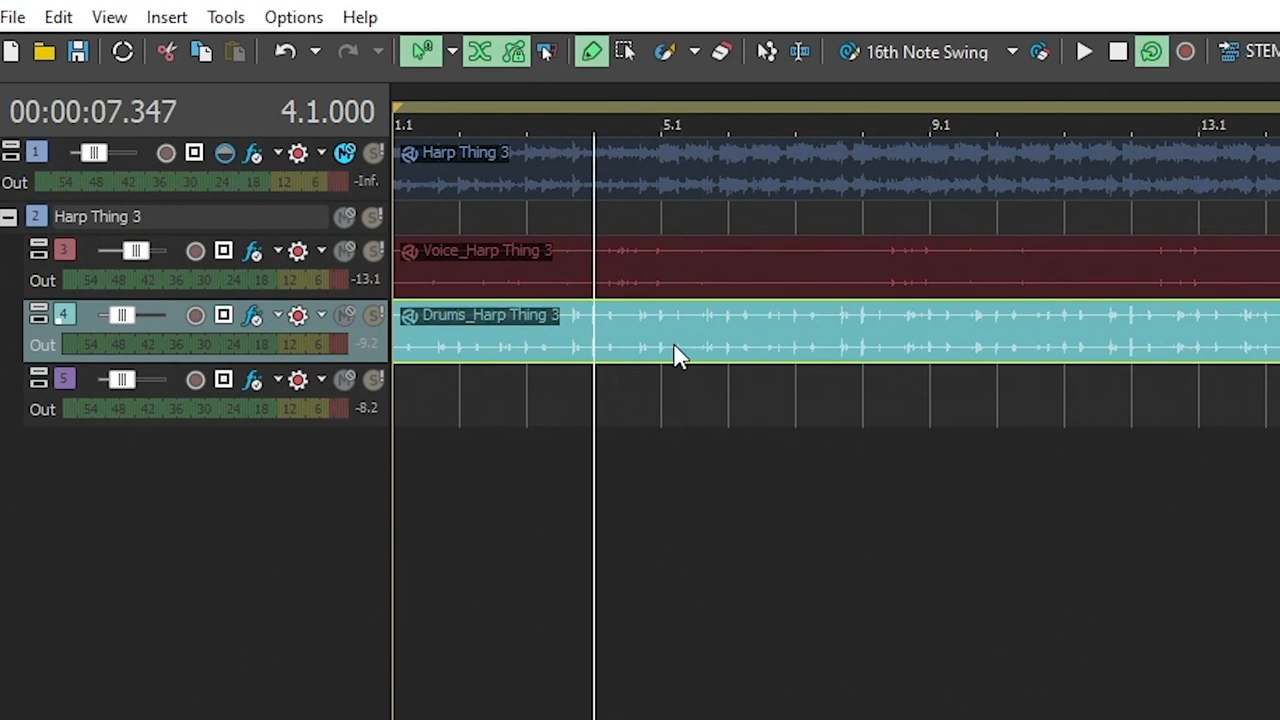 File Edit View Insert Tools Options Help
16th Note Swing STEM
00:00:07.347 4.1.000
1.1 5.1 9.1 13.1
1 Harp Thing 3
Out 54 48 42 36 30 24 18 12 6 -Inf.
2 Harp Thing 3
3 Voice_Harp Thing 3
Out 54 48 42 36 30 24 18 12 6 -13.1
4 Drums_Harp Thing 3
Out 54 48 42 36 30 24 18 12 6 -9.2
5
Out 54 48 42 36 30 24 18 12 6 -8.2